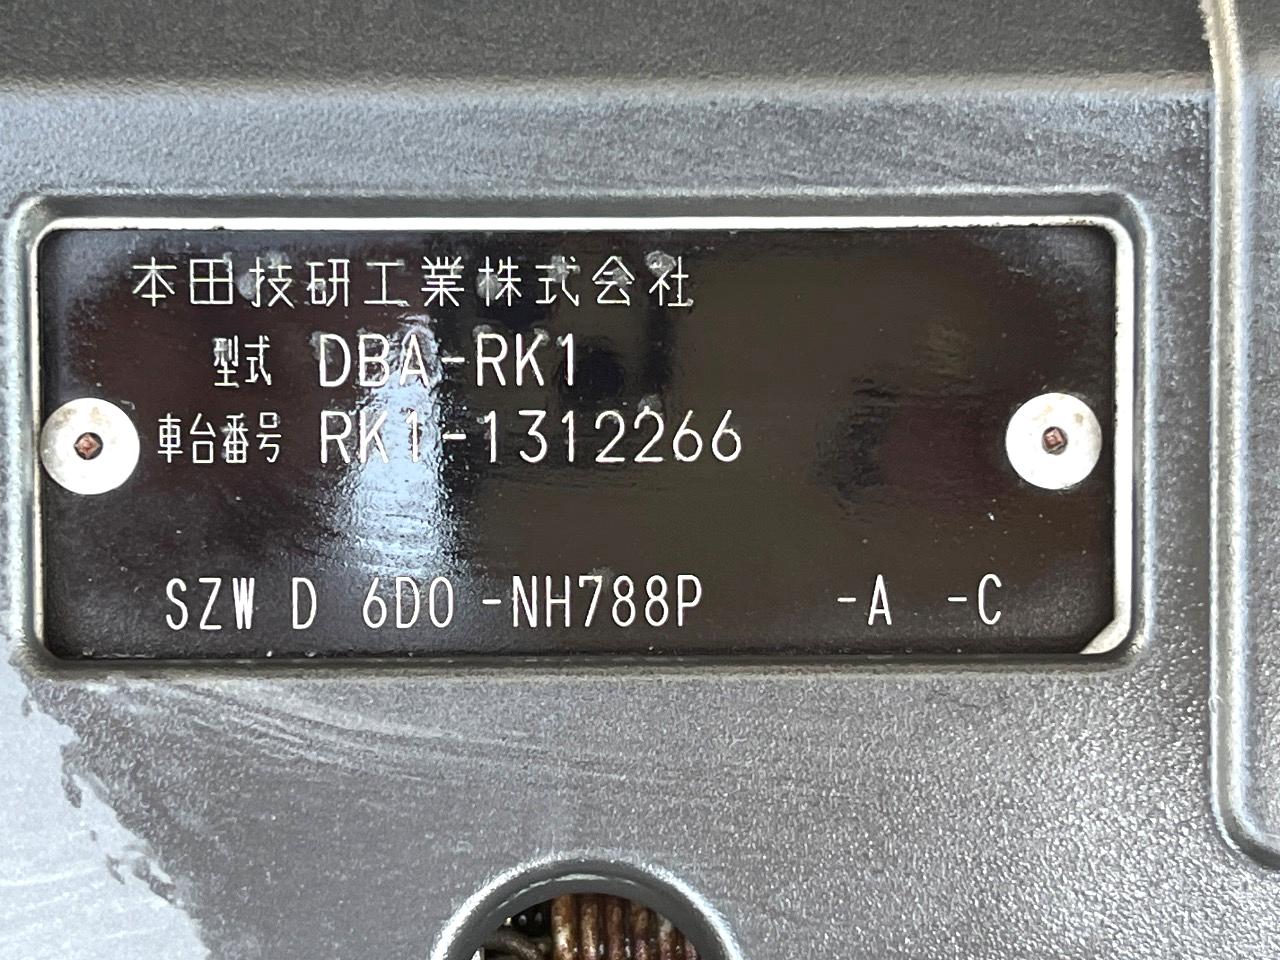 本田技研工業株式会社
型式 DBA-RK1
車台番号 RK1-1312266
SZW D 6D0 -NH788P -A -C